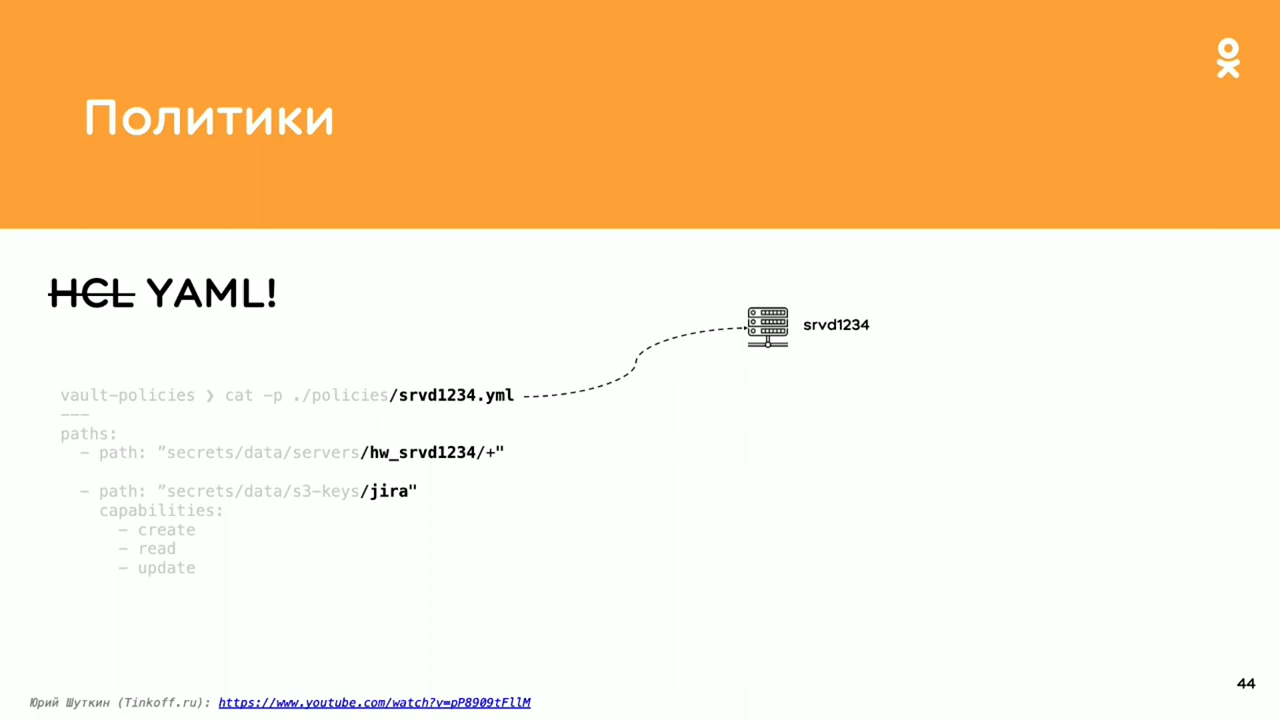 Политики
HCL YAML!
srvd1234
vault-policies ❯ cat -p ./policies/srvd1234.yml
---
paths:
- path: ”secrets/data/servers/hw_srvd1234/+"
- path: ”secrets/data/s3-keys/jira"
capabilities:
- create
- read
- update
44
Юрий Шуткин (Tinkoff.ru): https://www.youtube.com/watch?v=pP8909tFllM